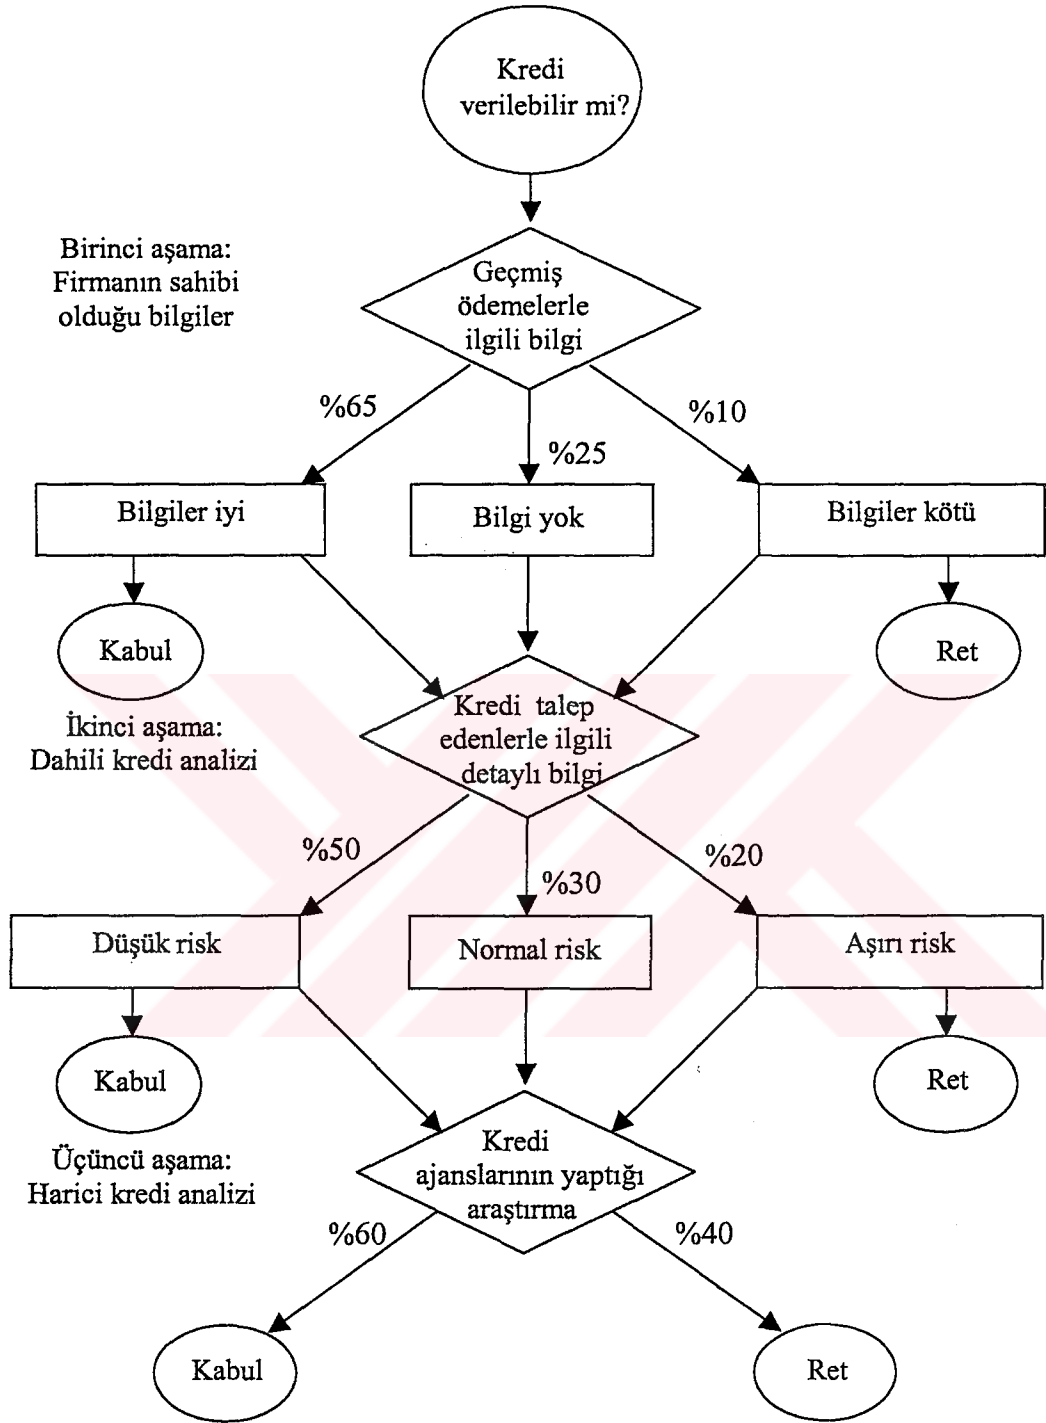 Kredi
verilebilir mi?
Birinci aşama:
Firmanın sahibi
olduğu bilgiler
Geçmiş
ödemelerle
ilgili bilgi
%65
%25
%10
Bilgiler iyi
Bilgi yok
Bilgiler kötü
Kabul
Ret
İkinci aşama:
Dahili kredi analizi
Kredi talep
edenlerle ilgili
detaylı bilgi
%50
%30
%20
Düşük risk
Normal risk
Aşırı risk
Kabul
Ret
Üçüncü aşama:
Harici kredi analizi
Kredi
ajanslarının yaptığı
araştırma
%60
%40
Kabul
Ret